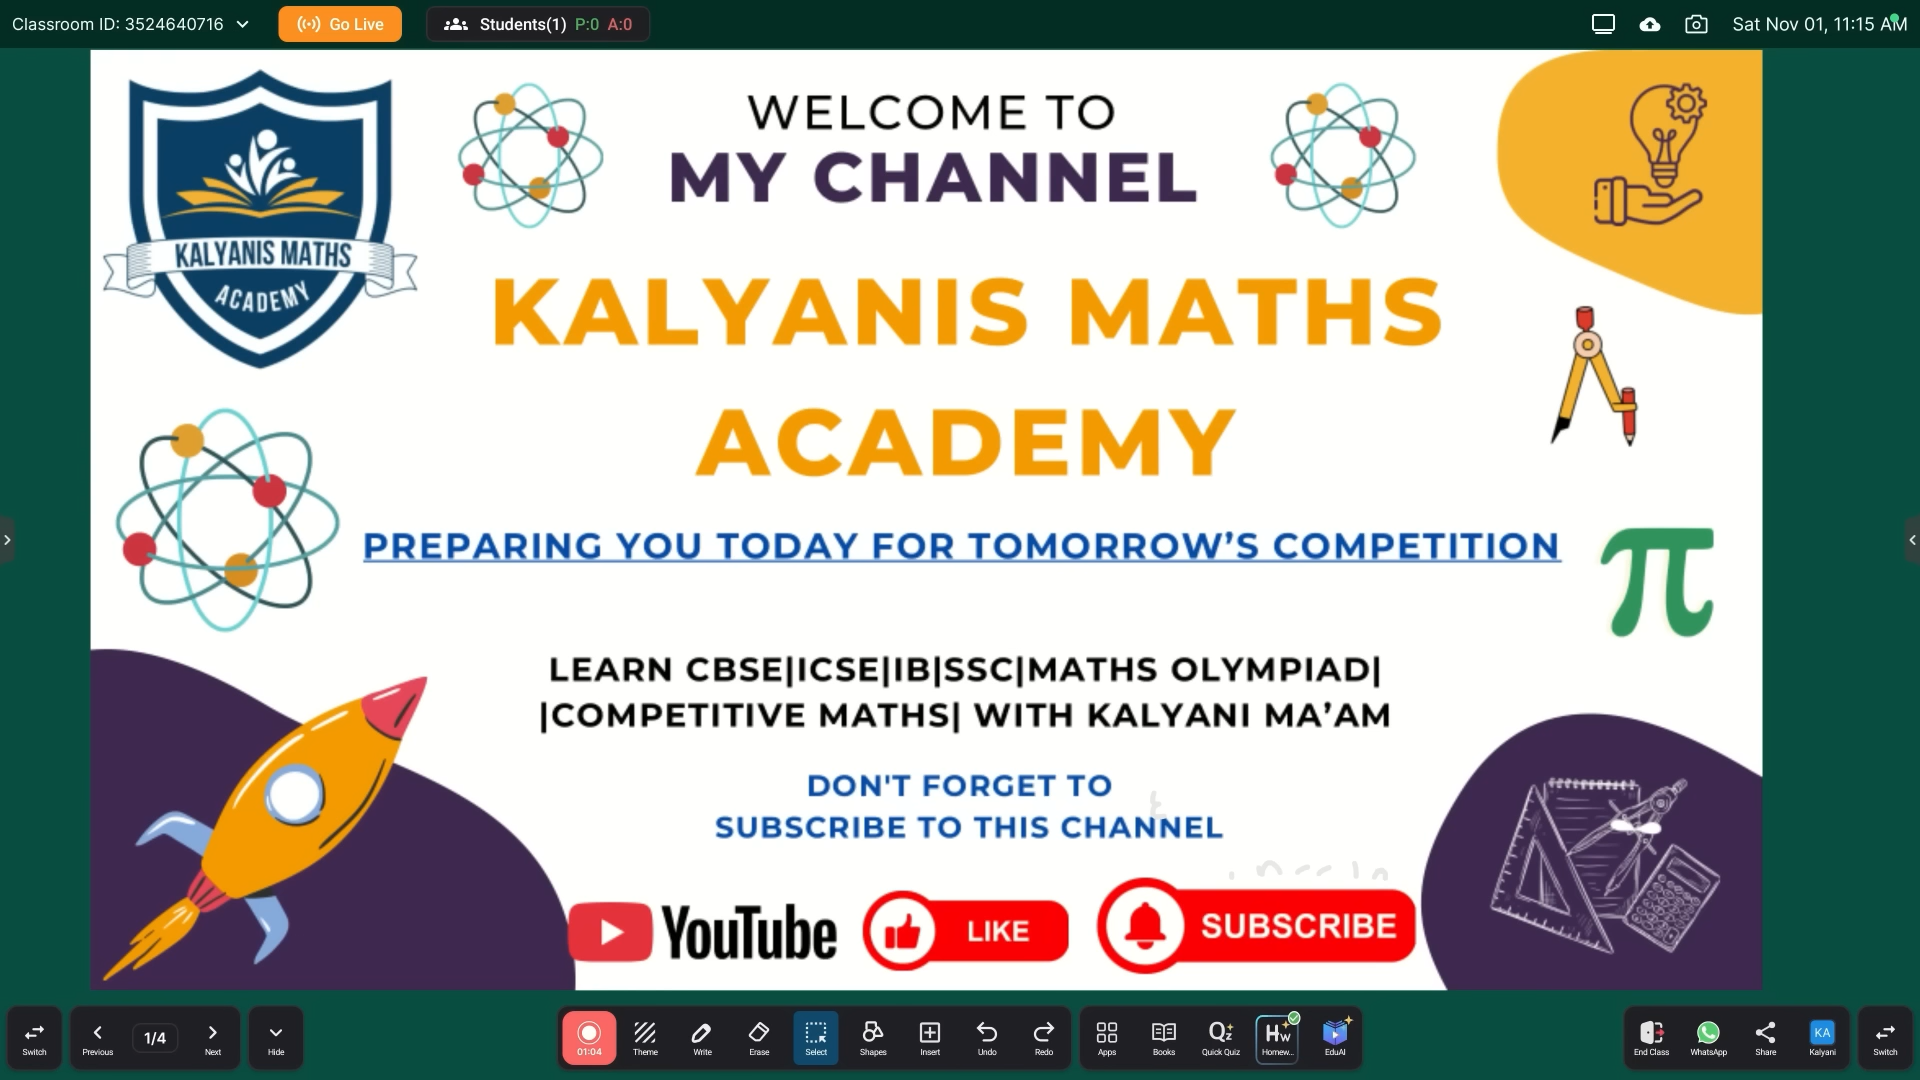 Classroom ID: 3524640716
Go Live
Students(1) P:0 A:0
Sat Nov 01, 11:15 AM
KALYANIS MATHS
ACADEMY
WELCOME TO
MY CHANNEL
KALYANIS MATHS
ACADEMY
PREPARING YOU TODAY FOR TOMORROW’S COMPETITION
π
LEARN CBSE|ICSE|IB|SSC|MATHS OLYMPIAD|
|COMPETITIVE MATHS| WITH KALYANI MA’AM
DON'T FORGET TO
SUBSCRIBE TO THIS CHANNEL
YouTube
LIKE
SUBSCRIBE
Switch
Previous
1/4
Next
Hide
01:04
Theme
Write
Erase
Select
Shapes
Insert
Undo
Redo
Apps
Books
Qz
Quick Quiz
Hw
Homew...
EduAI
End Class
WhatsApp
Share
KA
Kalyani
Switch